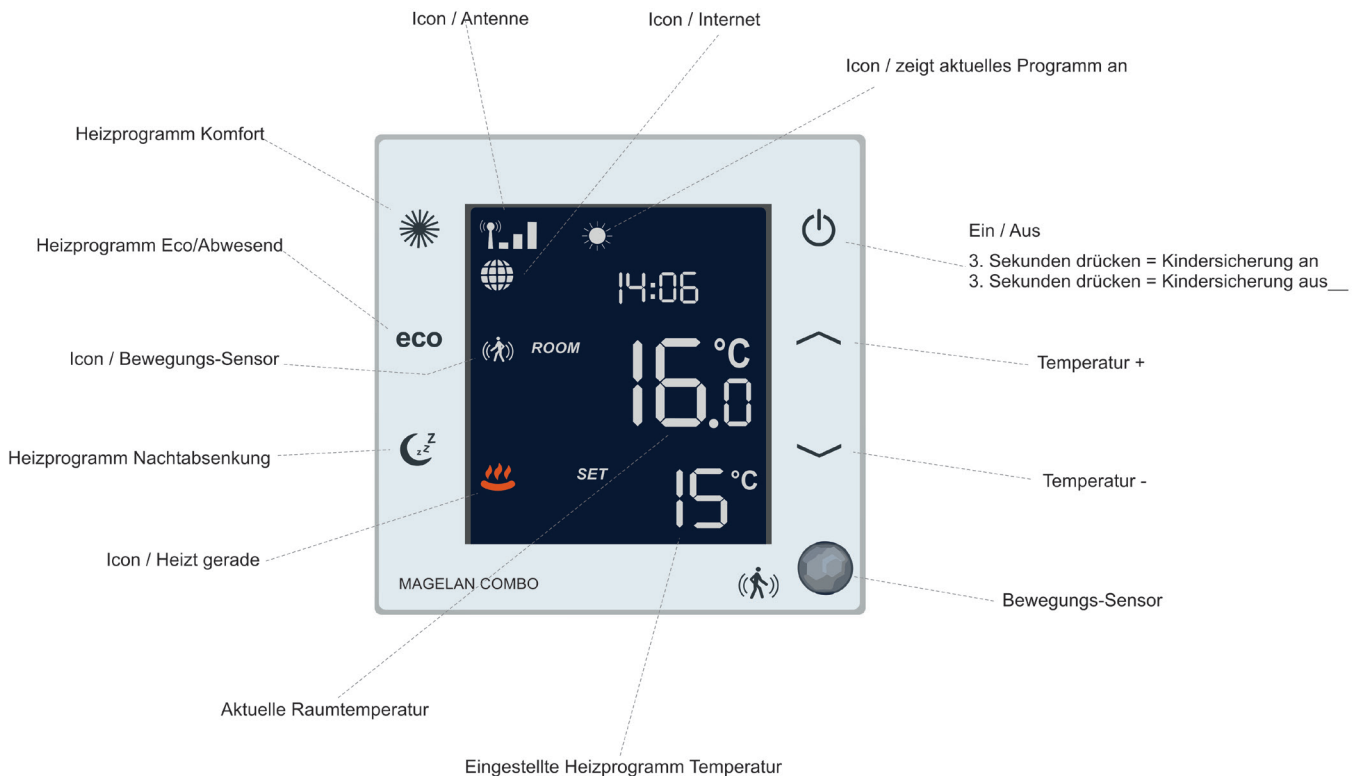 Icon / Antenne
Icon / Internet
Icon / zeigt aktuelles Programm an
Heizprogramm Komfort
Heizprogramm Eco/Abwesend
Ein / Aus
3. Sekunden drücken = Kindersicherung an
3. Sekunden drücken = Kindersicherung aus__
14:06
eco
Icon / Bewegungs-Sensor
ROOM
16.0 °C
Temperatur +
Heizprogramm Nachtabsenkung
z z Z
SET
15 °C
Temperatur -
Icon / Heizt gerade
MAGELAN COMBO
Bewegungs-Sensor
Aktuelle Raumtemperatur
Eingestellte Heizprogramm Temperatur